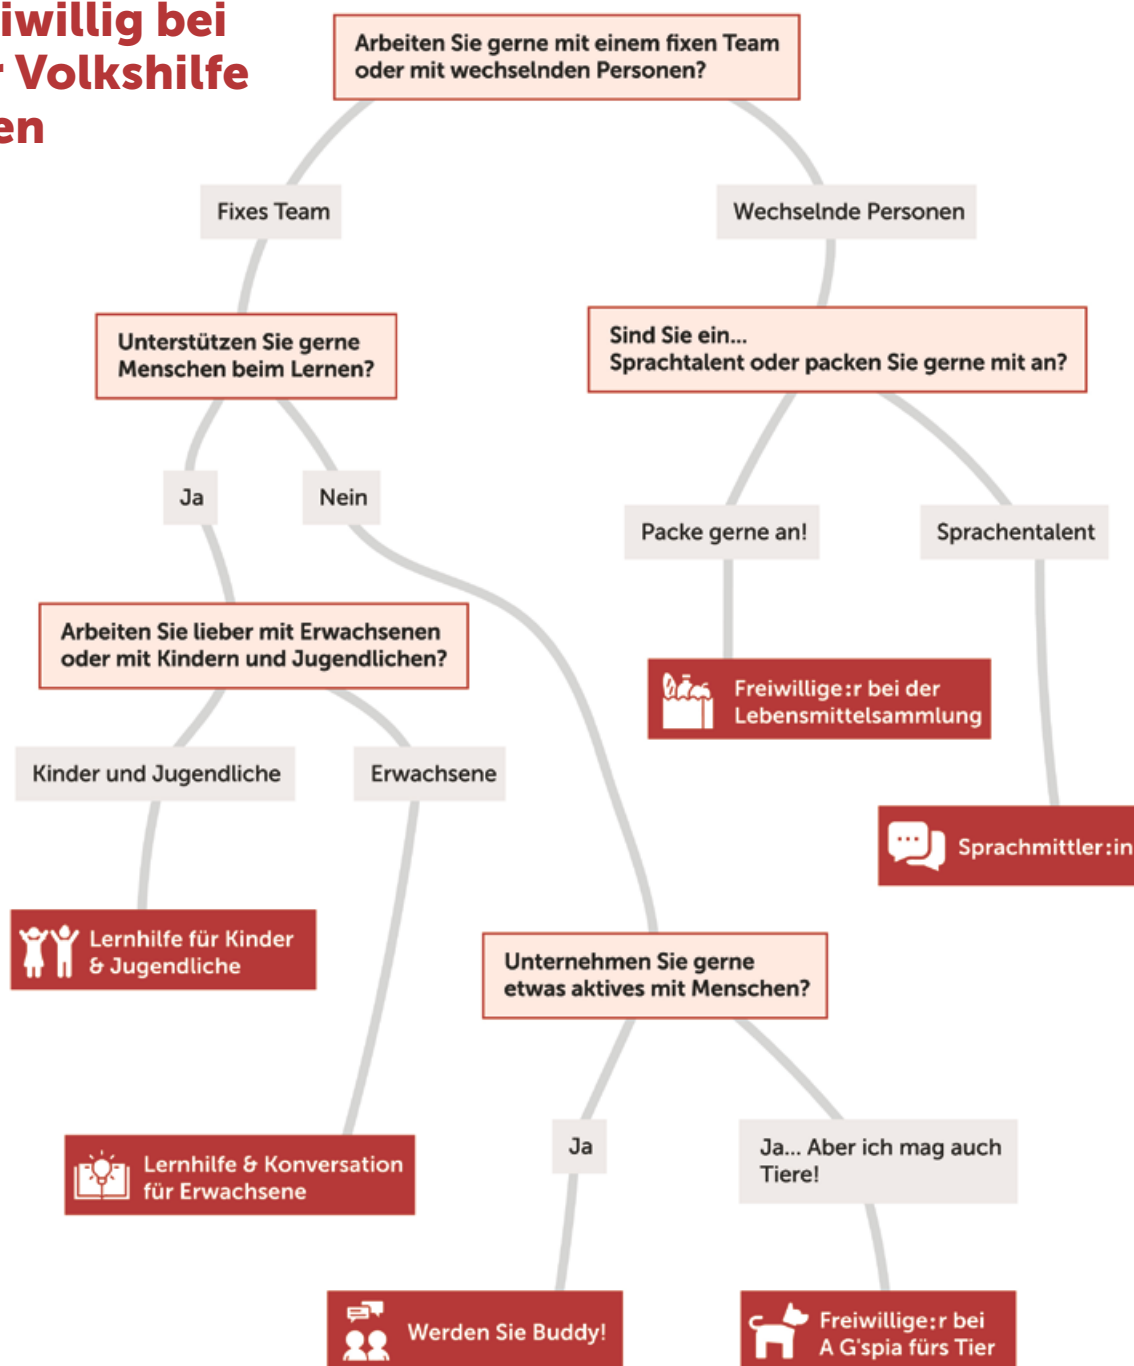 iwillig bei
r Volkshilfe
en
Arbeiten Sie gerne mit einem fixen Team
oder mit wechselnden Personen?
Fixes Team
Wechselnde Personen
Unterstützen Sie gerne
Menschen beim Lernen?
Sind Sie ein...
Sprachtalent oder packen Sie gerne mit an?
Ja
Nein
Packe gerne an!
Sprachentalent
Arbeiten Sie lieber mit Erwachsenen
oder mit Kindern und Jugendlichen?
Freiwillige:r bei der
Lebensmittelsammlung
Kinder und Jugendliche
Erwachsene
Sprachmittler:in
Lernhilfe für Kinder
& Jugendliche
Unternehmen Sie gerne
etwas aktives mit Menschen?
Ja
Ja... Aber ich mag auch
Tiere!
Lernhilfe & Konversation
für Erwachsene
Werden Sie Buddy!
Freiwillige:r bei
A G'spia fürs Tier